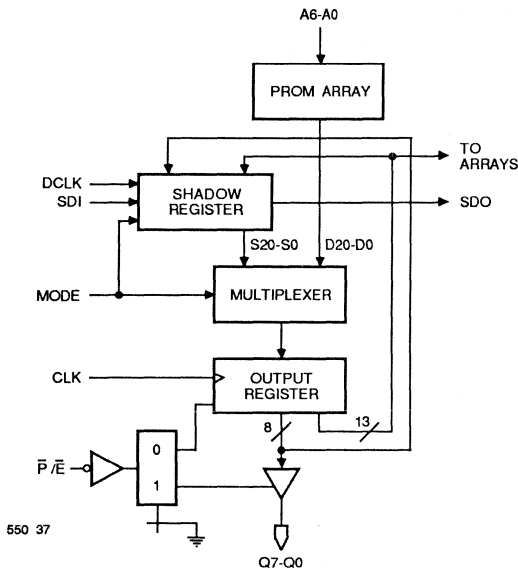 A6-A0
PROM ARRAY
TO
ARRAYS
DCLK
SDI
SHADOW
REGISTER
SDO
S20-S0
D20-D0
MODE
MULTIPLEXER
CLK
OUTPUT
REGISTER
8
13
0
P̅/E̅
1
550 37
Q7-Q0